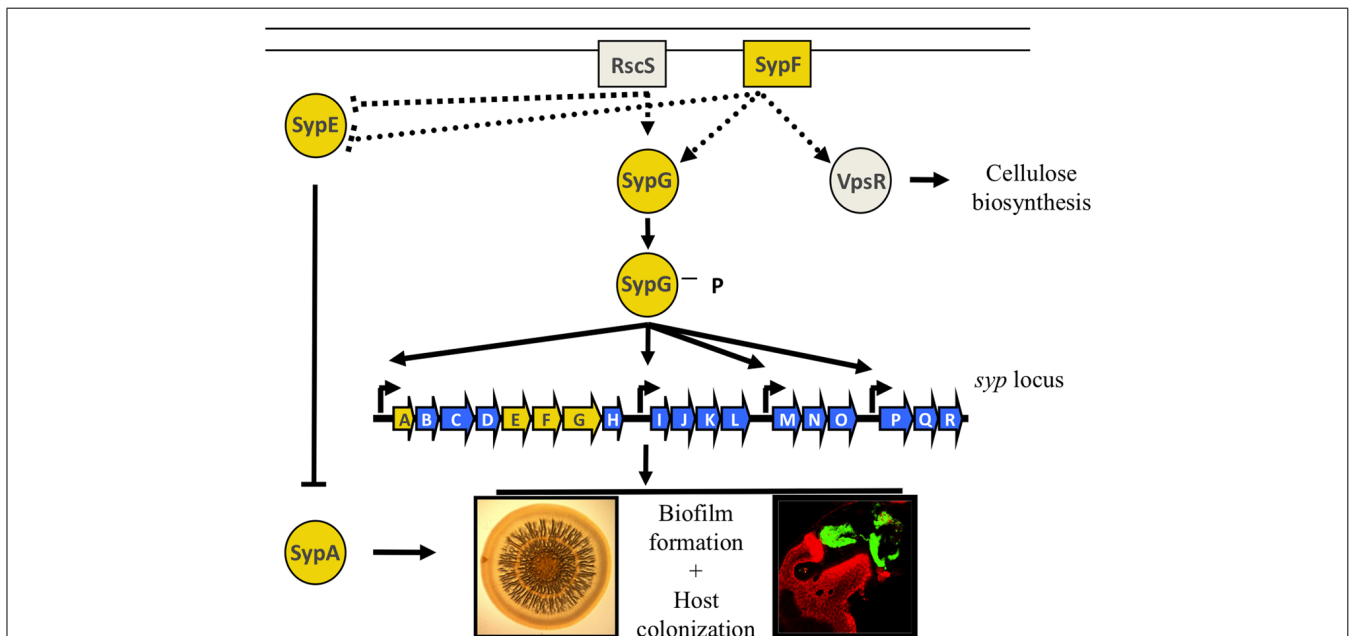 RscS
SypF
SypE
SypG
VpsR
Cellulose
biosynthesis
SypG – P
syp locus
A B C D E F G H I J K L M N O P Q R
SypA
Biofilm
formation
+
Host
colonization